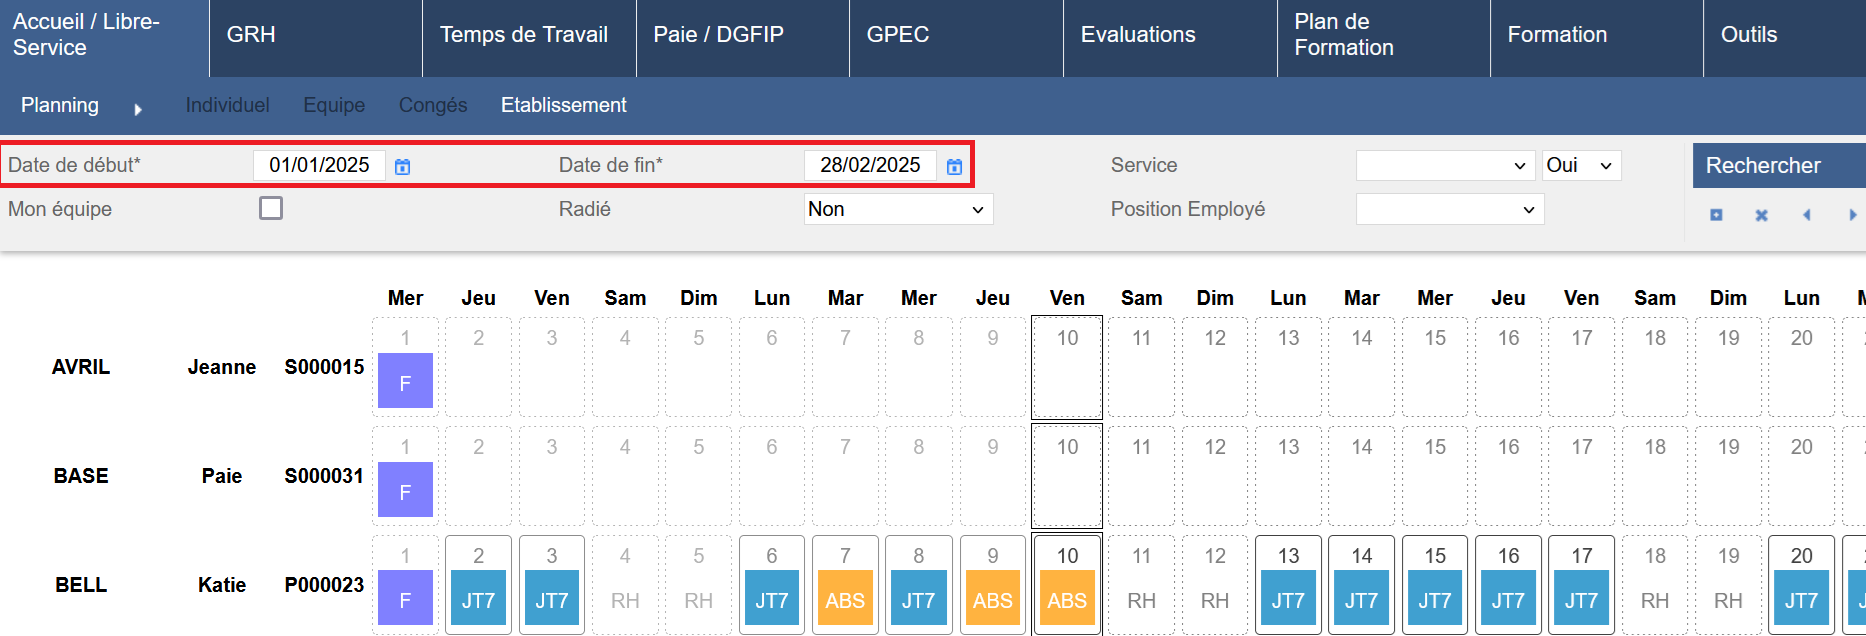 Accueil / Libre-
Service
GRH
Temps de Travail
Paie / DGFIP
GPEC
Evaluations
Plan de
Formation
Formation
Outils
Planning Individuel Equipe Congés Etablissement
Date de début* 01/01/2025 Date de fin* 28/02/2025 Service Oui Rechercher
Mon équipe Radié Non Position Employé
Mer Jeu Ven Sam Dim Lun Mar Mer Jeu Ven Sam Dim Lun Mar Mer Jeu Ven Sam Dim Lun
1 2 3 4 5 6 7 8 9 10 11 12 13 14 15 16 17 18 19 20
AVRIL Jeanne S000015
F
1 2 3 4 5 6 7 8 9 10 11 12 13 14 15 16 17 18 19 20
BASE Paie S000031
F
1 2 3 4 5 6 7 8 9 10 11 12 13 14 15 16 17 18 19 20
BELL Katie P000023
F JT7 JT7 RH RH JT7 ABS JT7 ABS ABS RH RH JT7 JT7 JT7 JT7 JT7 RH RH JT7